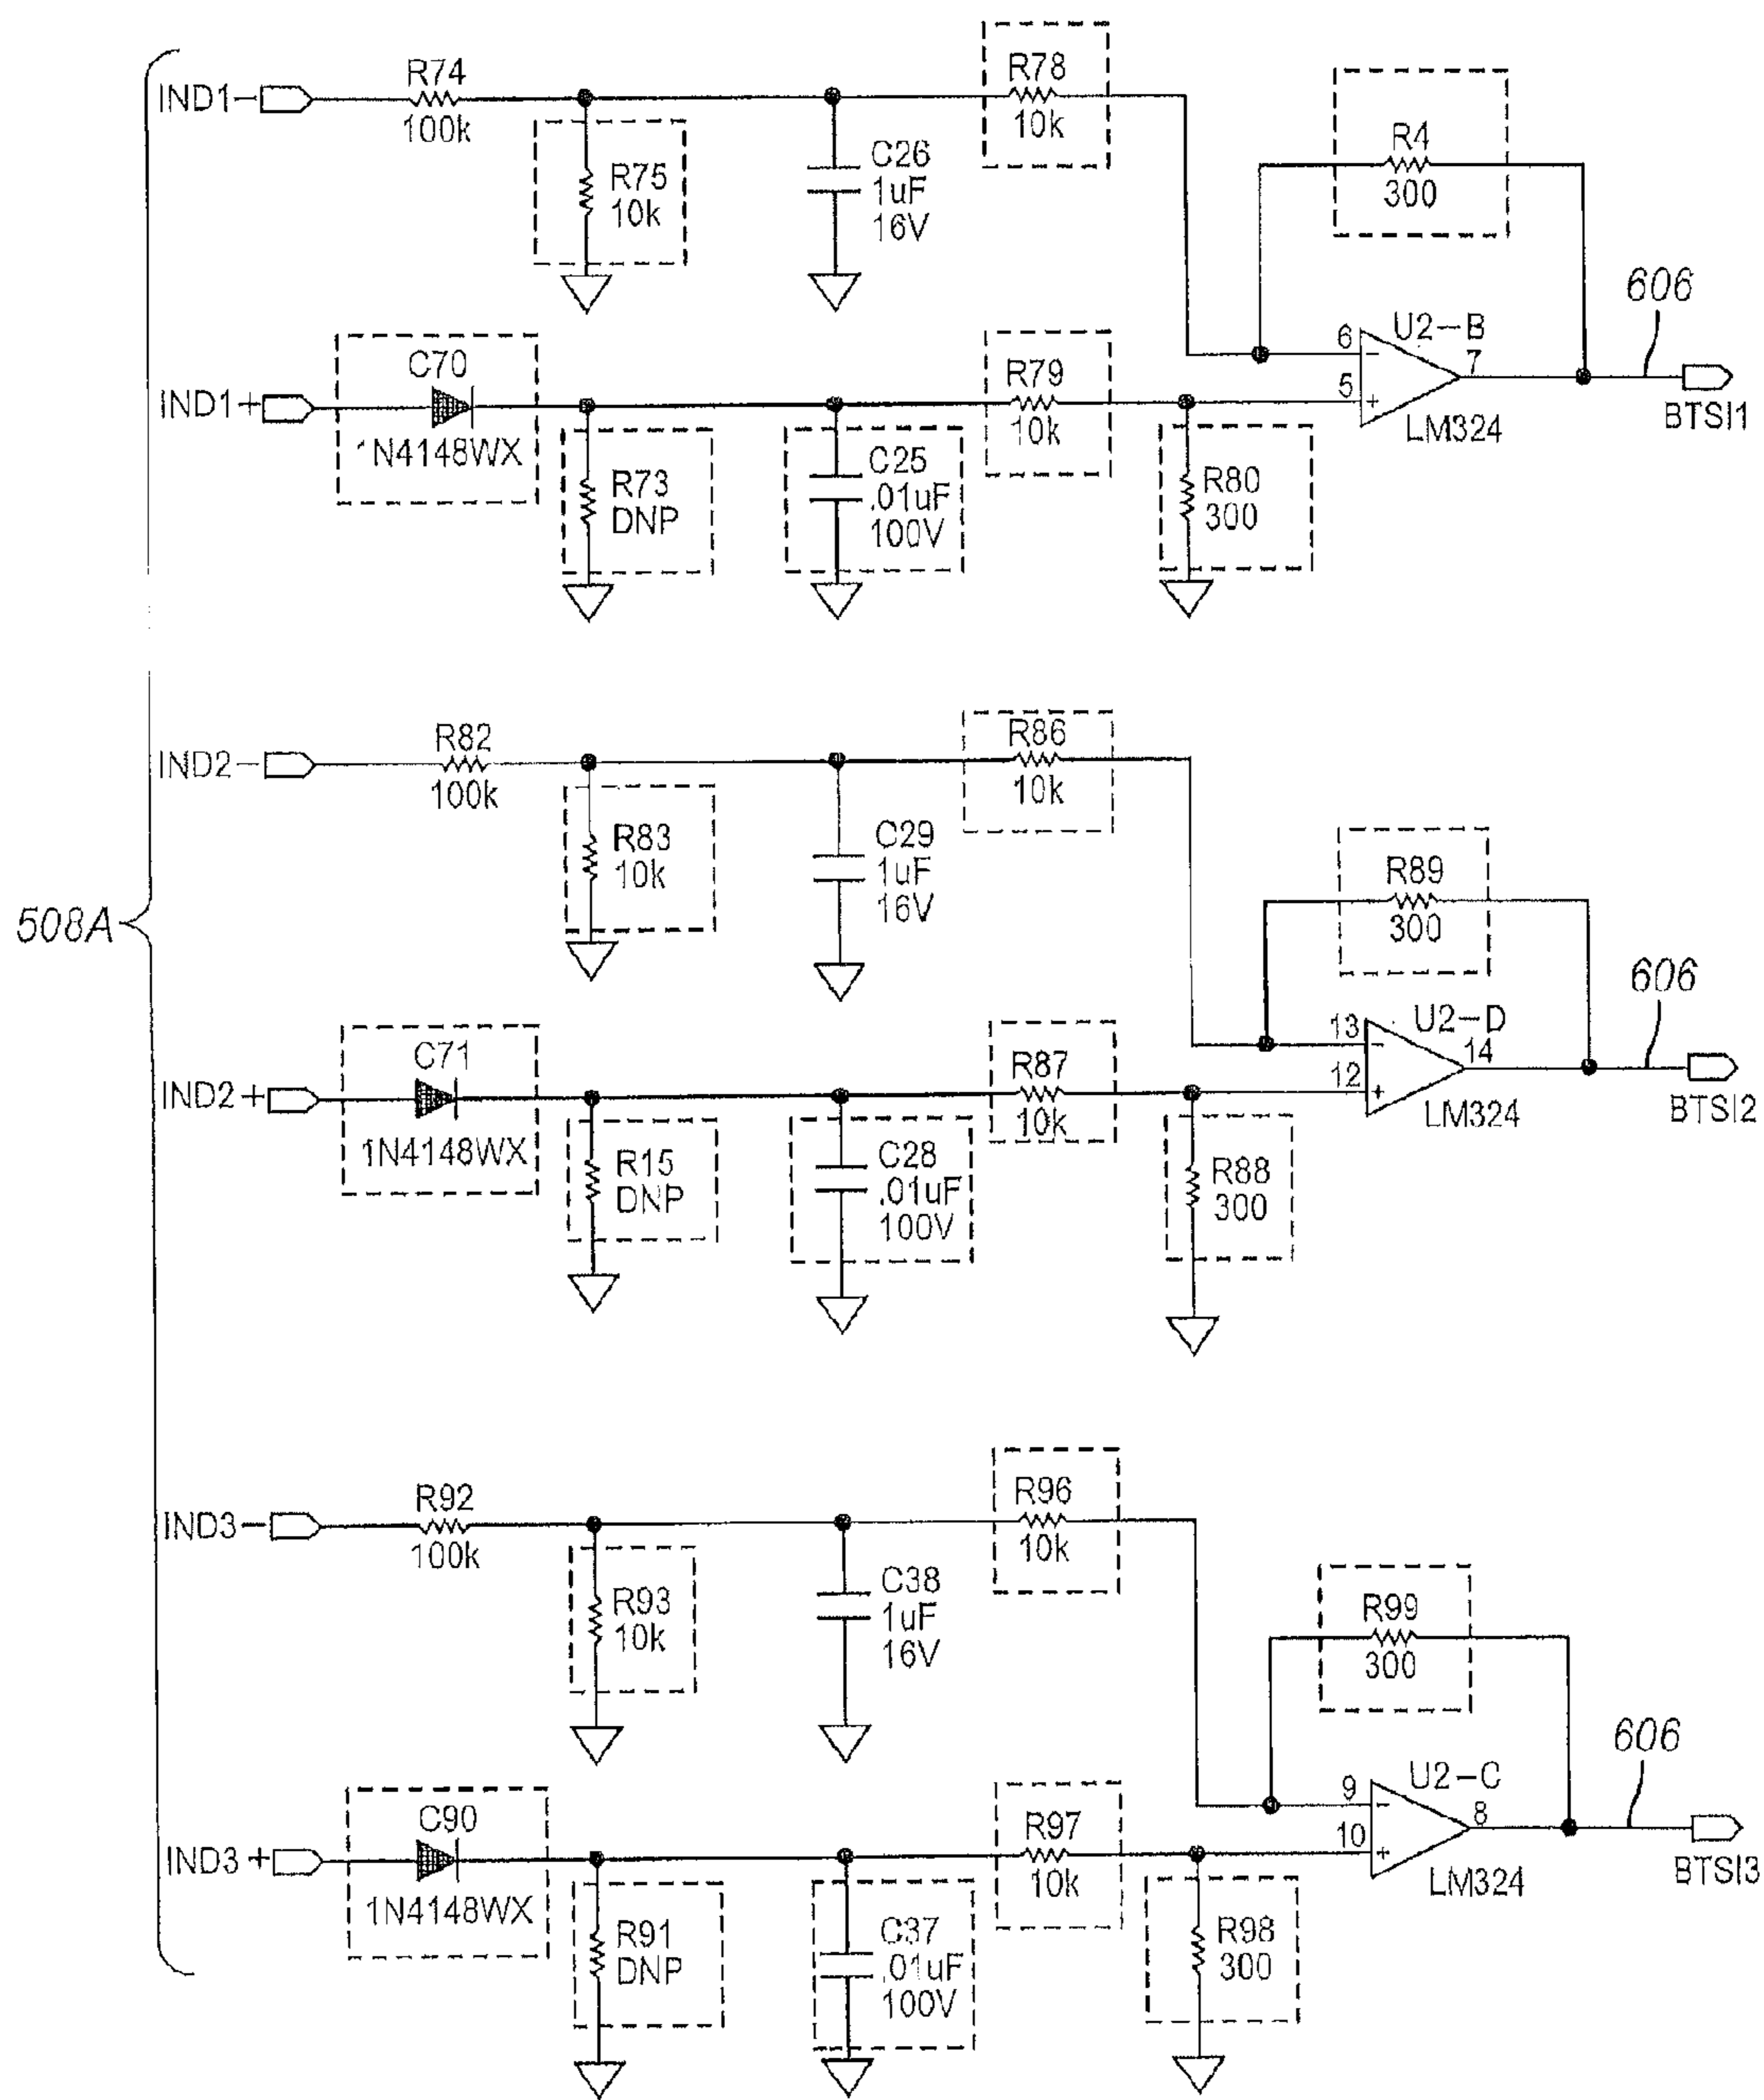 R74
IND1-
100k
R78
10k
R75
10k
C26
1uF
16V
R4
300
606
C70
IND1+
1N4148WX
R73
DNP
C25
.01uF
100V
R79
10k
R80
300
6
-
5
+
U2-B
7
LM324
BTSI1
508A
R82
IND2-
100k
R86
10k
R83
10k
C29
1uF
16V
R89
300
606
C71
IND2+
1N4148WX
R15
DNP
C28
.01uF
100V
R87
10k
R88
300
13
-
12
+
U2-D
14
LM324
BTSI2
R92
IND3-
100k
R96
10k
R93
10k
C38
1uF
16V
R99
300
606
C90
IND3+
1N4148WX
R91
DNP
C37
.01uF
100V
R97
10k
R98
300
9
-
10
+
U2-C
8
LM324
BTSI3